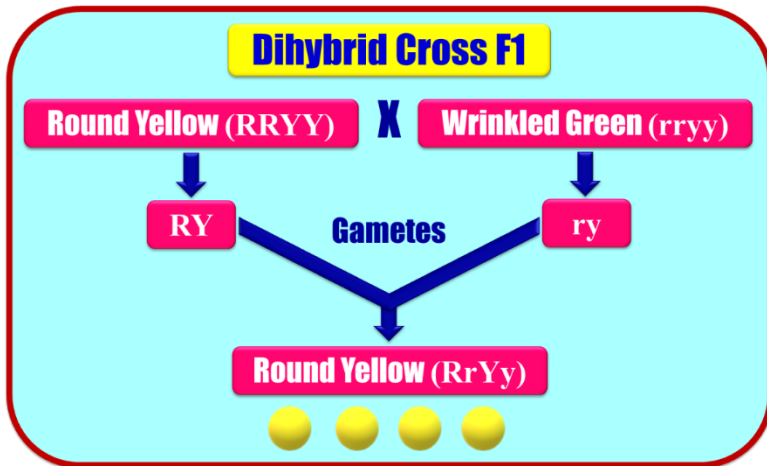 Dihybrid Cross F1
Round Yellow (RRYY) X Wrinkled Green (rryy)
RY Gametes ry
Round Yellow (RrYy)